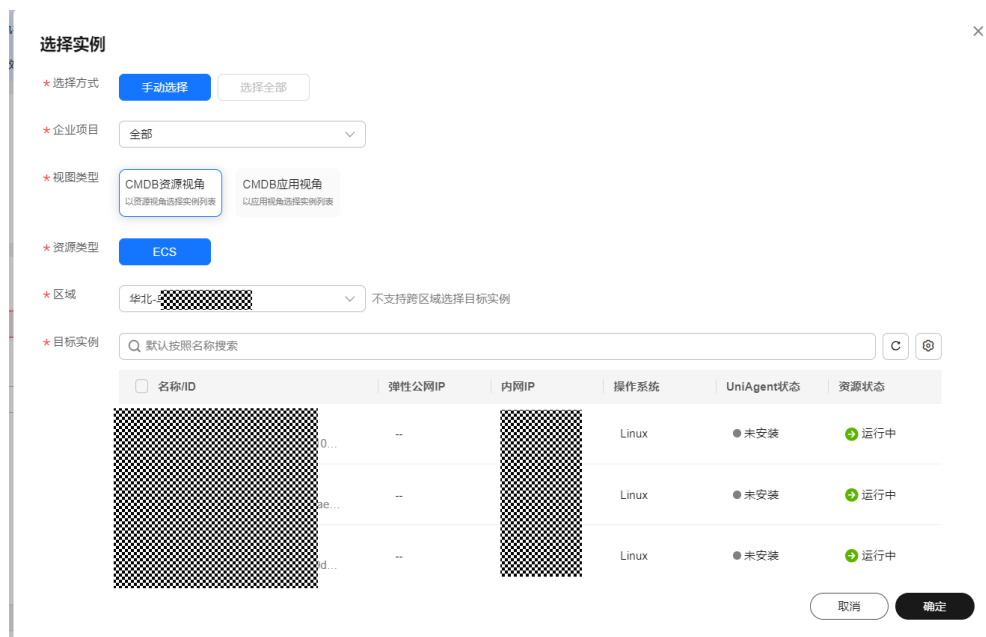 选择实例
* 选择方式 手动选择 选择全部
* 企业项目 全部
* 视图类型 CMDB资源视角 CMDB应用视角
以资源视角选择实例列表 以应用视角选择实例列表
* 资源类型 ECS
* 区域 华北- 不支持跨区域选择目标实例
* 目标实例 默认按照名称搜索
名称/ID 弹性公网IP 内网IP 操作系统 UniAgent状态 资源状态
0... -- Linux 未安装 运行中
ae... -- Linux 未安装 运行中
d... -- Linux 未安装 运行中
取消 确定